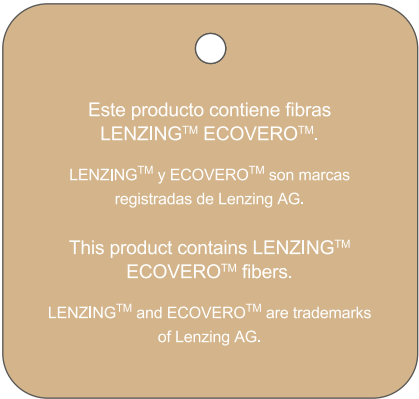 Este producto contiene fibras
LENZING™ ECOVERO™.
LENZING™ y ECOVERO™ son marcas
registradas de Lenzing AG.
This product contains LENZING™
ECOVERO™ fibers.
LENZING™ and ECOVERO™ are trademarks
of Lenzing AG.